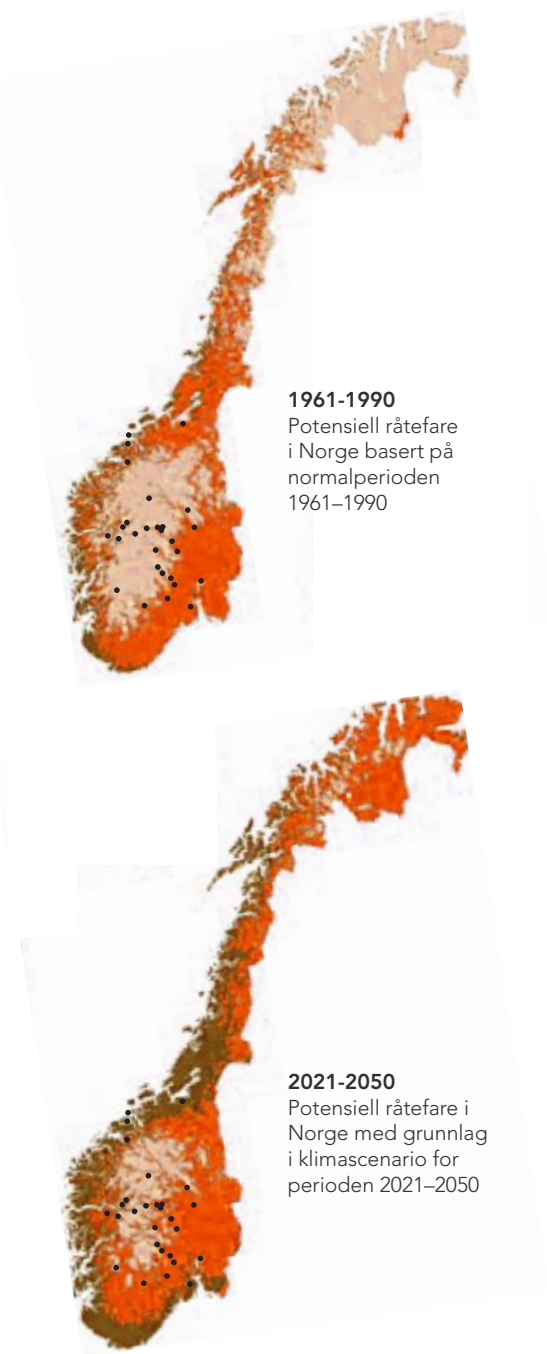 1961-1990
Potensiell råtefare
i Norge basert på
normalperioden
1961–1990
2021-2050
Potensiell råtefare i
Norge med grunnlag
i klimascenario for
perioden 2021–2050